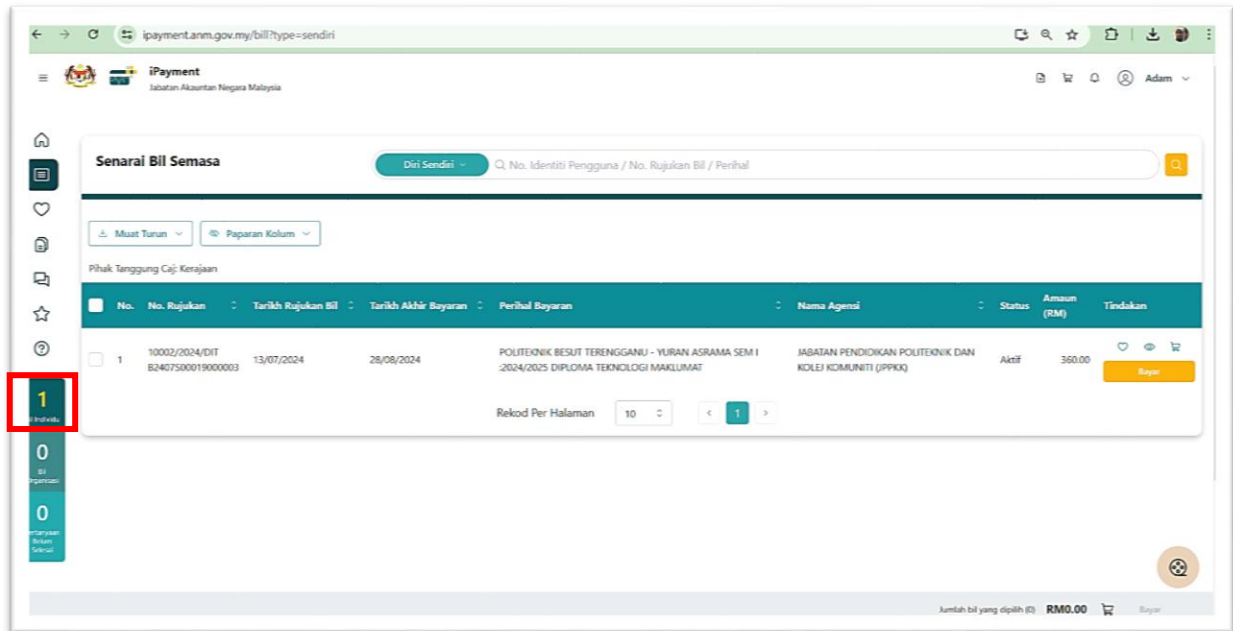 ipayment.anm.gov.my/bill?type=sendiri
iPayment
Jabatan Akauntan Negara Malaysia
Adam
Senarai Bil Semasa
Diri Sendiri
No. Identiti Pengguna / No. Rujukan Bil / Perihal
Muat Turun
Paparan Kolum
Pihak Tanggung Caj: Kerajaan
No. No. Rujukan Tarikh Rujukan Bil Tarikh Akhir Bayaran Perihal Bayaran Nama Agensi Status Amaun (RM) Tindakan
1
10002/2024/DIT
B2407S00019000003
13/07/2024
28/08/2024
POLITEKNIK BESUT TERENGGANU - YURAN ASRAMA SEM I
:2024/2025 DIPLOMA TEKNOLOGI MAKLUMAT
JABATAN PENDIDIKAN POLITEKNIK DAN
KOLEJ KOMUNITI (JPPKK)
Aktif
360.00
Bayar
Rekod Per Halaman 10 1
1
Individu
0
Bil
0
Belum
Selesai
Jumlah bil yang dipilih (0) RM0.00 Bayar